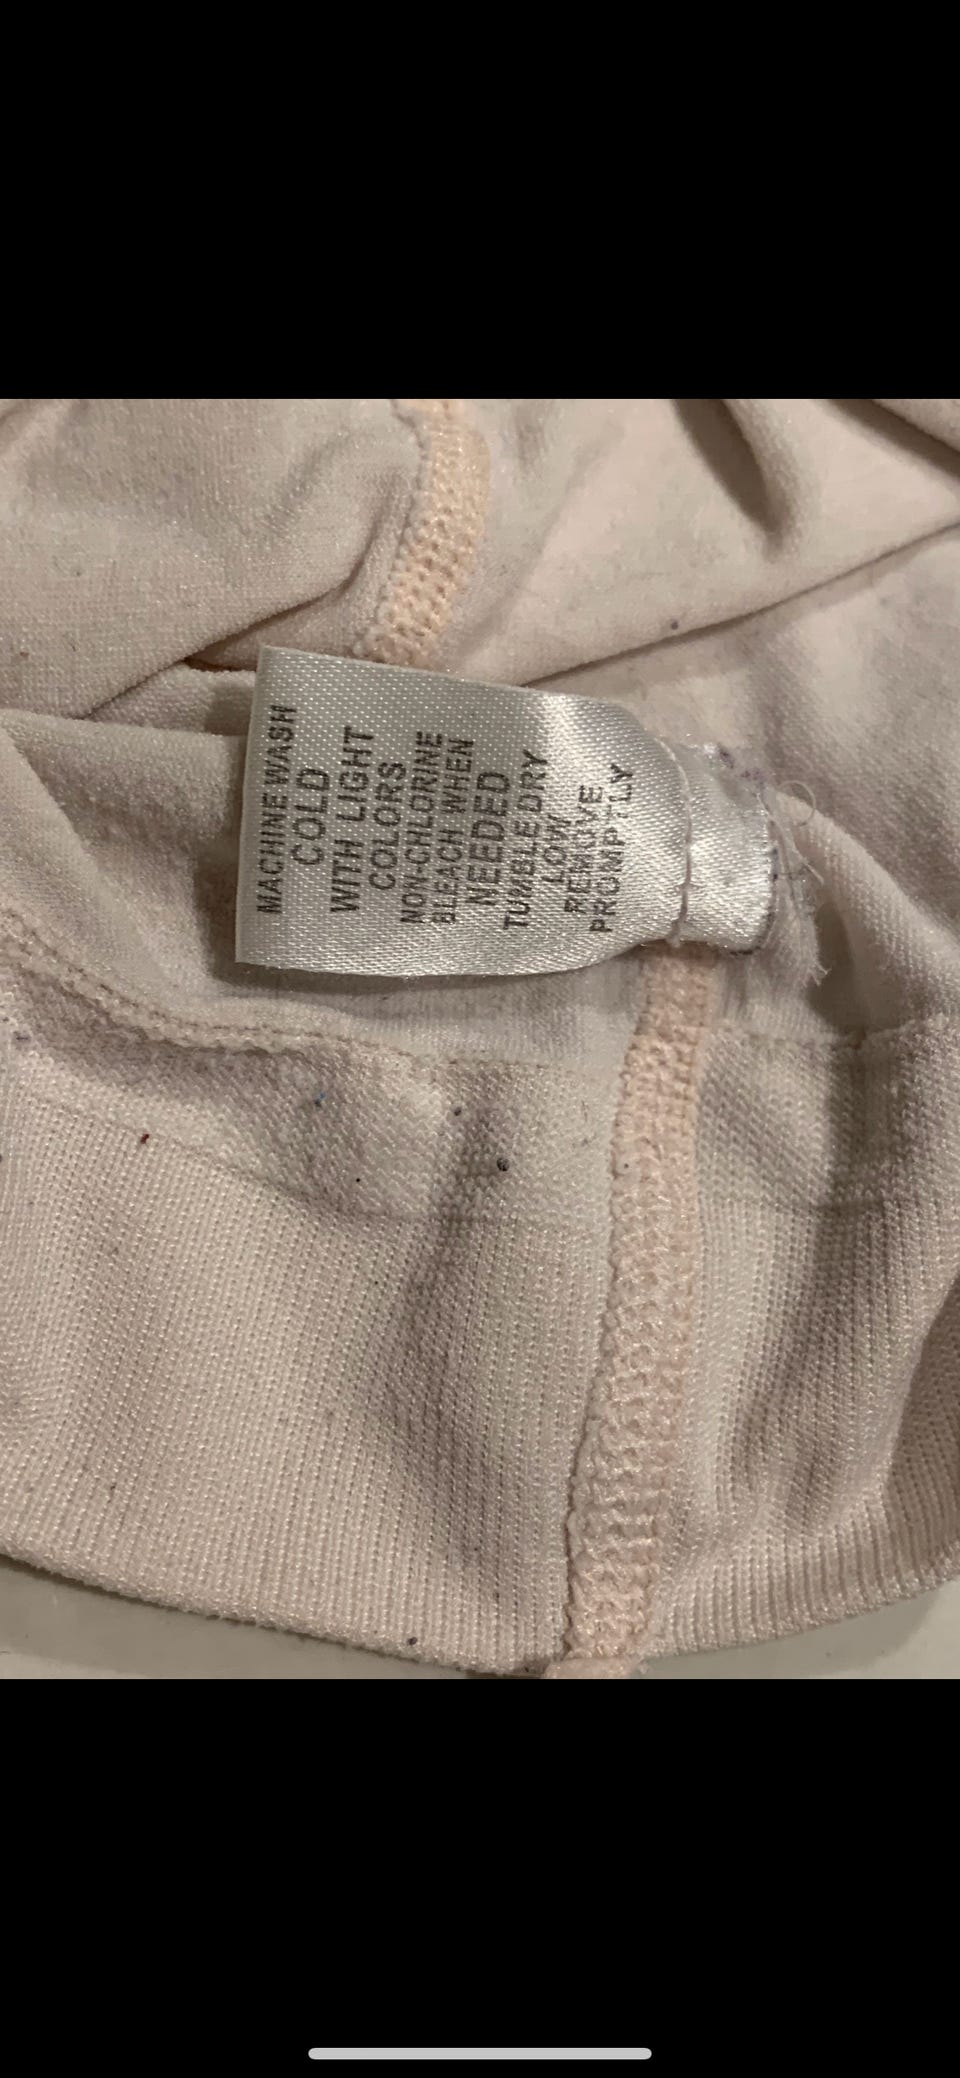 MACHINE WASH
COLD
WITH LIGHT
COLORS
NON-CHLORINE
BLEACH WHEN
NEEDED
TUMBLE DRY
LOW
REMOVE
PROMPTLY